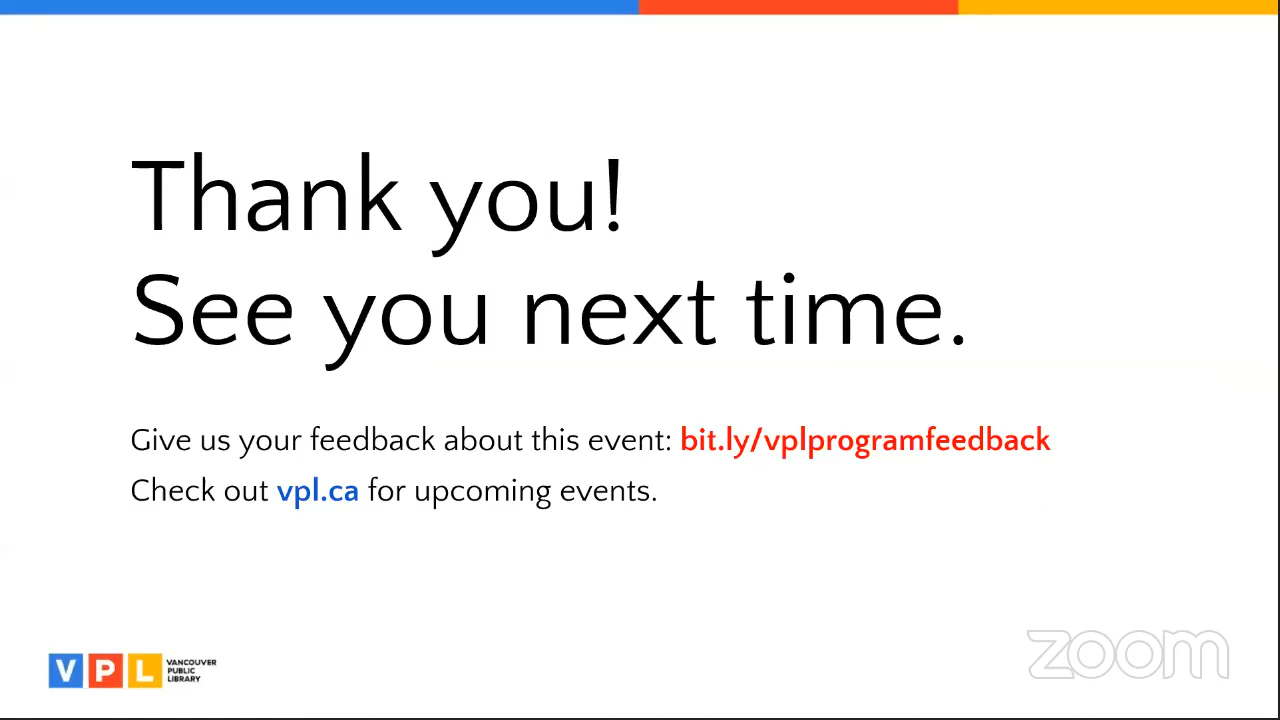 Thank you!
See you next time.
Give us your feedback about this event: bit.ly/vplprogramfeedback
Check out vpl.ca for upcoming events.
VPL
VANCOUVER
PUBLIC
LIBRARY
zoom